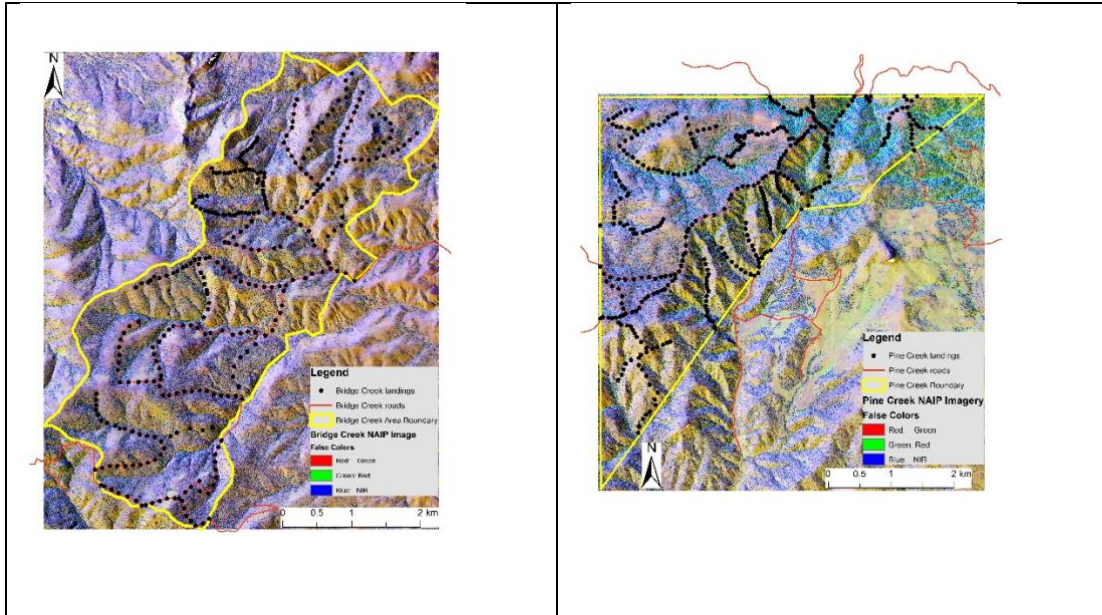 N
Legend
Bridge Creek landings
Bridge Creek roads
Bridge Creek Area Boundary
Bridge Creek NAIP Image
False Colors
Red: Green
Green: Red
Blue: NIR
0 0.5 1 2 km
Legend
Pine Creek landings
Pine Creek roads
Pine Creek Boundary
Pine Creek NAIP Imagery
False Colors
Red: Green
Green: Red
Blue: NIR
N
0 0.5 1 2 km